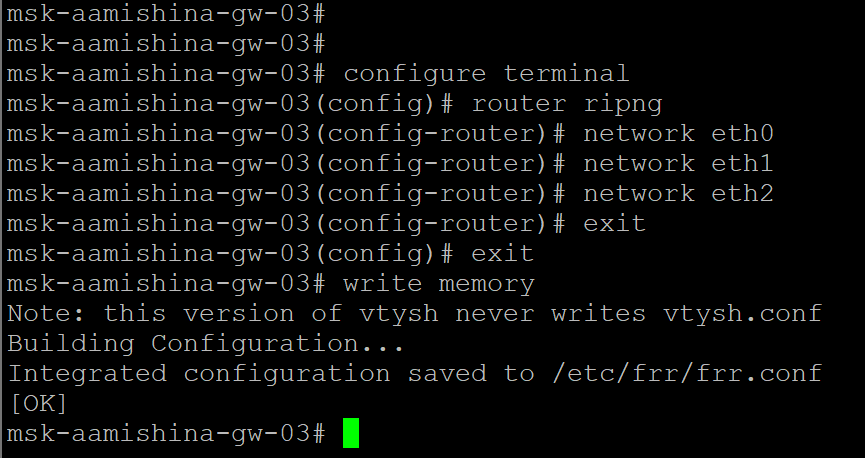 msk-aamishina-gw-03#
msk-aamishina-gw-03#
msk-aamishina-gw-03# configure terminal
msk-aamishina-gw-03(config)# router ripng
msk-aamishina-gw-03(config-router)# network eth0
msk-aamishina-gw-03(config-router)# network eth1
msk-aamishina-gw-03(config-router)# network eth2
msk-aamishina-gw-03(config-router)# exit
msk-aamishina-gw-03(config)# exit
msk-aamishina-gw-03# write memory
Note: this version of vtysh never writes vtysh.conf
Building Configuration...
Integrated configuration saved to /etc/frr/frr.conf
[OK]
msk-aamishina-gw-03#